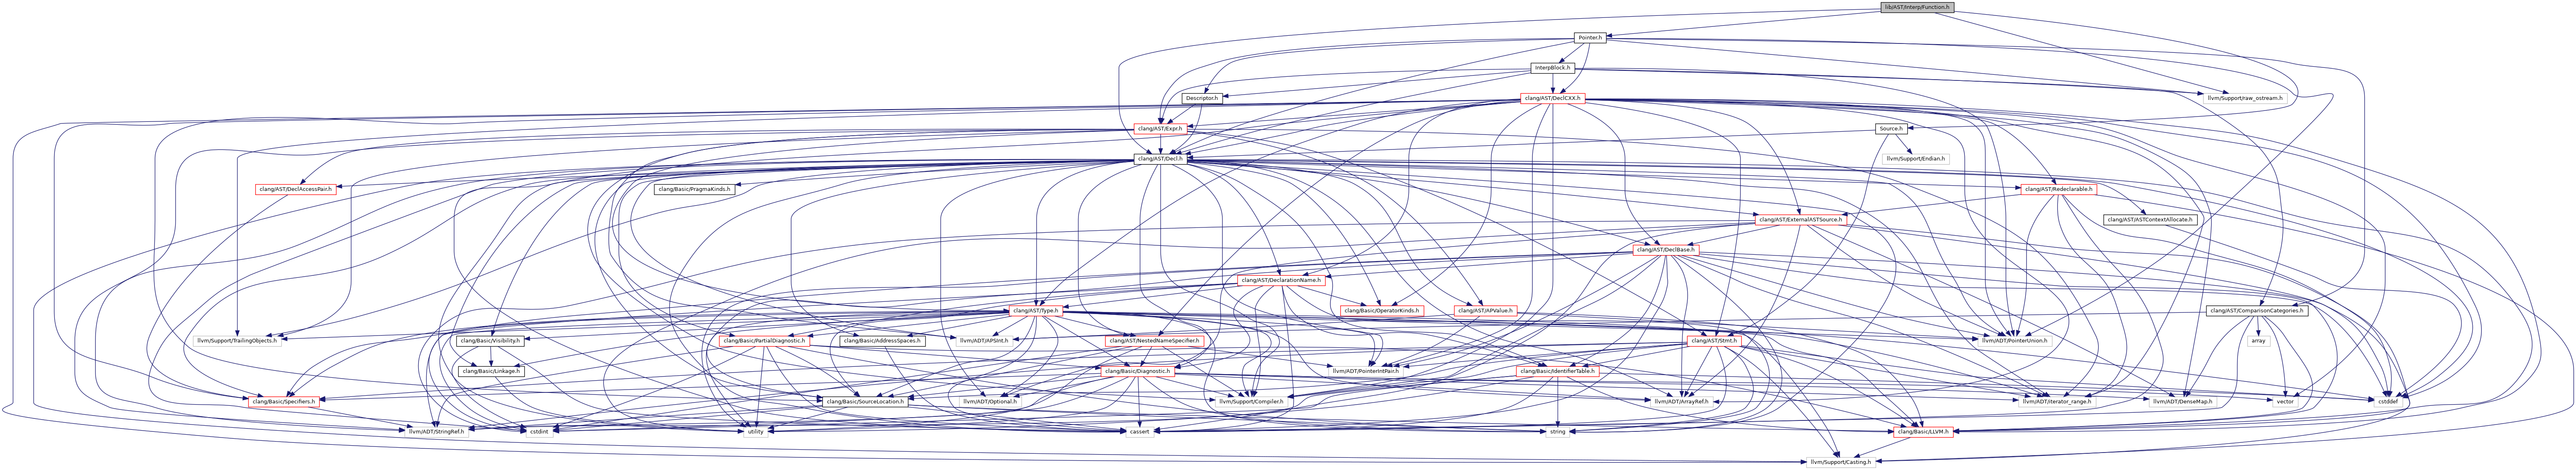 lib/AST/Interp/Function.h
Pointer.h
InterpBlock.h
Descriptor.h
clang/AST/DeclCXX.h
llvm/Support/raw_ostream.h
clang/AST/Expr.h
Source.h
clang/AST/Decl.h
llvm/Support/Endian.h
clang/AST/DeclAccessPair.h
clang/Basic/PragmaKinds.h
clang/AST/Redeclarable.h
clang/AST/ExternalASTSource.h
clang/AST/ASTContextAllocate.h
clang/AST/DeclBase.h
clang/AST/DeclarationName.h
clang/AST/Type.h
clang/Basic/OperatorKinds.h
clang/AST/APValue.h
clang/AST/ComparisonCategories.h
llvm/Support/TrailingObjects.h
clang/Basic/Visibility.h
clang/Basic/PartialDiagnostic.h
clang/Basic/AddressSpaces.h
llvm/ADT/APSInt.h
clang/AST/NestedNameSpecifier.h
clang/AST/Stmt.h
llvm/ADT/PointerUnion.h
array
clang/Basic/Linkage.h
clang/Basic/Diagnostic.h
llvm/ADT/PointerIntPair.h
clang/Basic/IdentifierTable.h
clang/Basic/Specifiers.h
clang/Basic/SourceLocation.h
llvm/ADT/Optional.h
llvm/Support/Compiler.h
llvm/ADT/ArrayRef.h
llvm/ADT/iterator_range.h
llvm/ADT/DenseMap.h
vector
cstddef
llvm/ADT/StringRef.h
cstdint
utility
cassert
string
clang/Basic/LLVM.h
llvm/Support/Casting.h